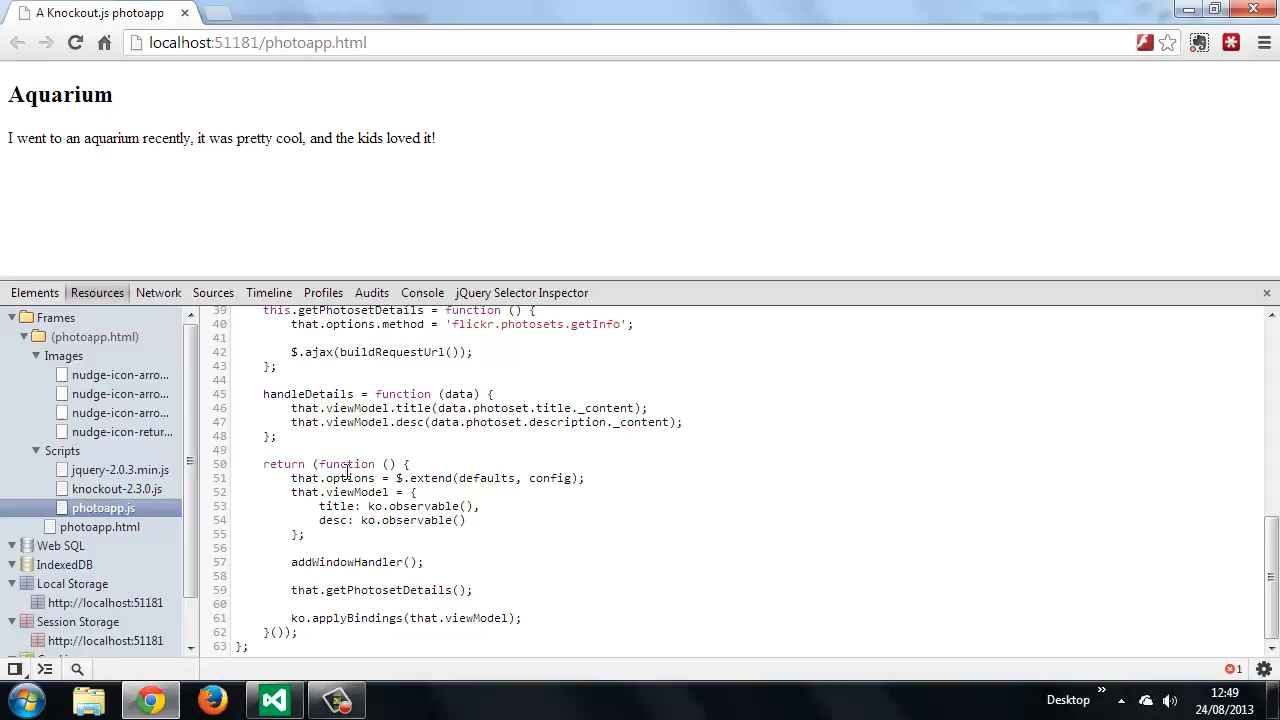 A Knockout.js photoapp
localhost:51181/photoapp.html
Aquarium
I went to an aquarium recently, it was pretty cool, and the kids loved it!
Elements Resources Network Sources Timeline Profiles Audits Console jQuery Selector Inspector
Frames
(photoapp.html)
Images
nudge-icon-arro...
nudge-icon-arro...
nudge-icon-arro...
nudge-icon-retur...
Scripts
jquery-2.0.3.min.js
knockout-2.3.0.js
photoapp.js
photoapp.html
Web SQL
IndexedDB
Local Storage
http://localhost:51181
Session Storage
http://localhost:51181
39 this.getPhotosetDetails = function () {
40 that.options.method = 'flickr.photosets.getInfo';
41
42 $.ajax(buildRequestUrl());
43 };
44
45 handleDetails = function (data) {
46 that.viewModel.title(data.photoset.title._content);
47 that.viewModel.desc(data.photoset.description._content);
48 };
49
50 return (function () {
51 that.options = $.extend(defaults, config);
52 that.viewModel = {
53 title: ko.observable(),
54 desc: ko.observable()
55 };
56
57 addWindowHandler();
58
59 that.getPhotosetDetails();
60
61 ko.applyBindings(that.viewModel);
62 }());
63 };
1
Desktop
12:49
24/08/2013